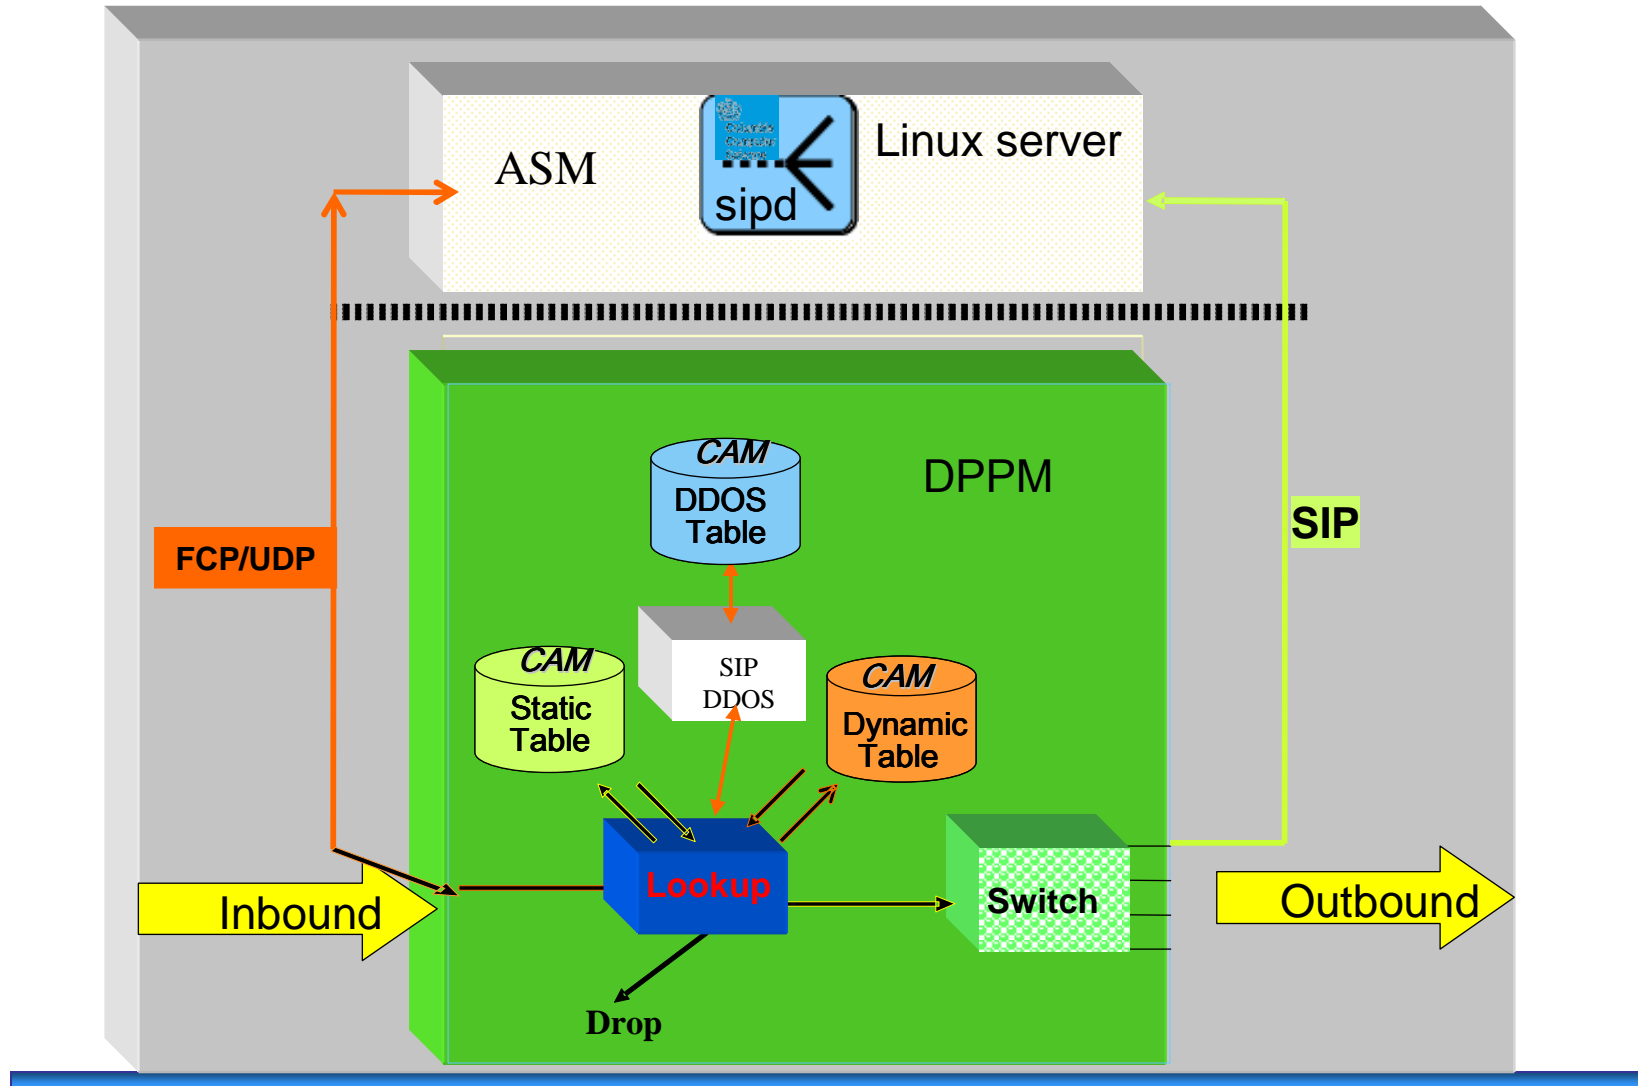 ASM
Linux server
sipd
CAM
DDOS
Table
DPPM
SIP
FCP/UDP
SIP
DDOS
CAM
Static
Table
CAM
Dynamic
Table
Lookup
Switch
Inbound
Outbound
Drop